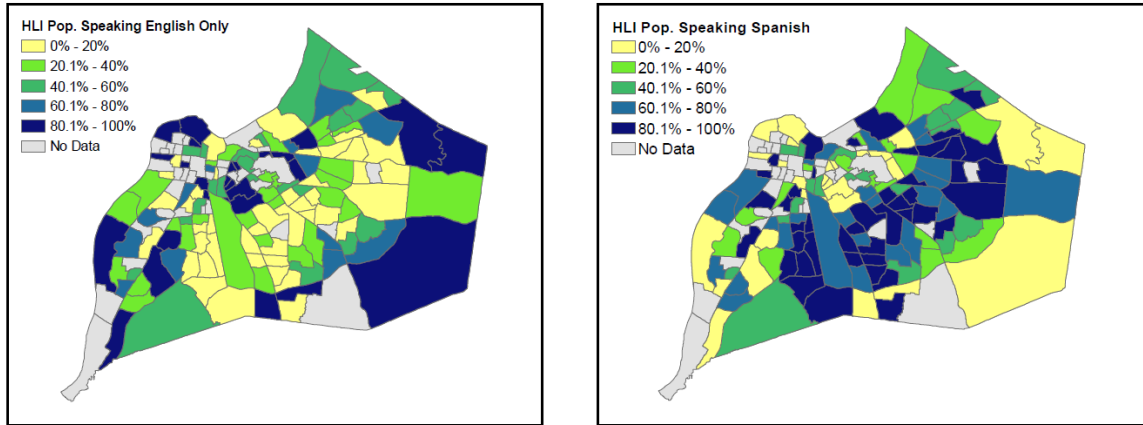 HLI Pop. Speaking English Only
0% - 20%
20.1% - 40%
40.1% - 60%
60.1% - 80%
80.1% - 100%
No Data
HLI Pop. Speaking Spanish
0% - 20%
20.1% - 40%
40.1% - 60%
60.1% - 80%
80.1% - 100%
No Data